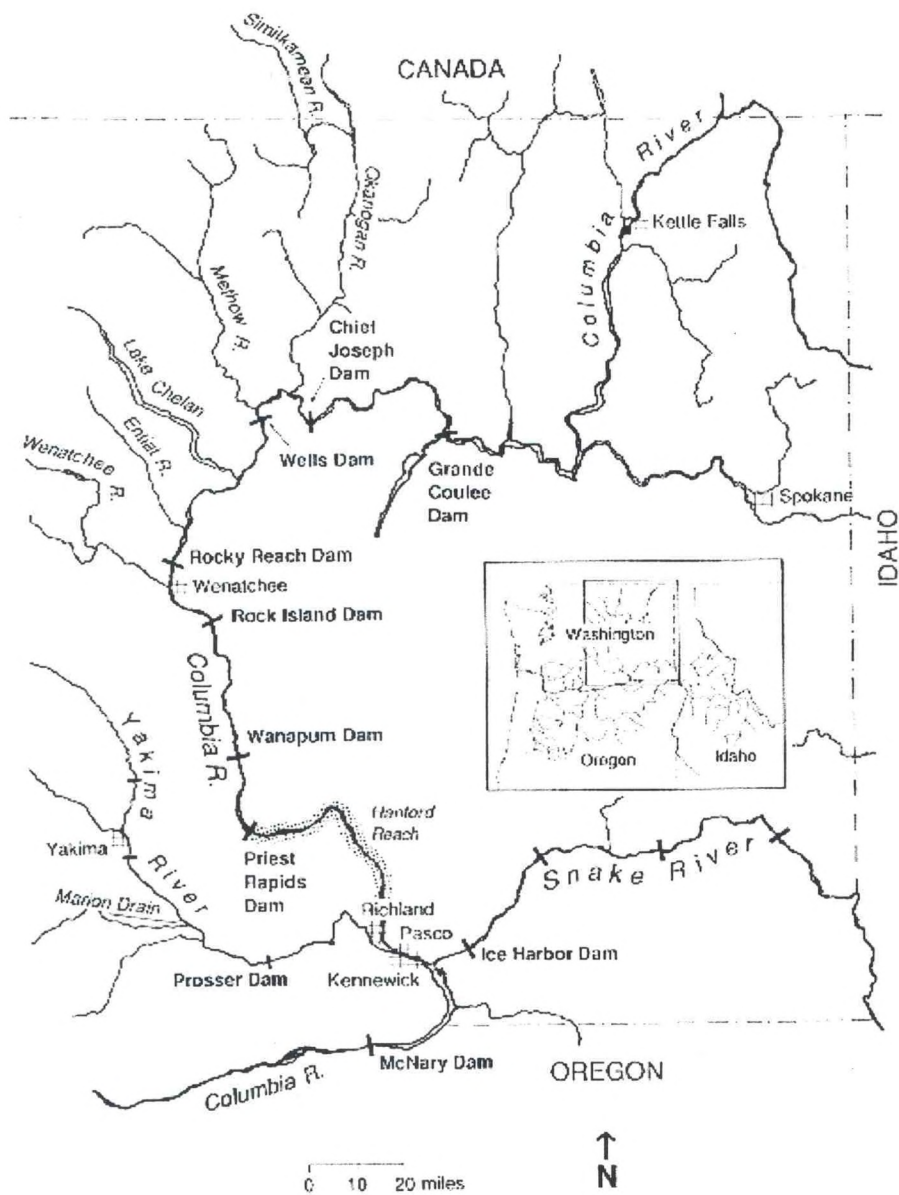 CANADA
Similkameen R.
Okanogan R.
Methow R.
Columbia River
Kettle Falls
Chief
Joseph
Dam
Lake Chelan
Entiat R.
Wenatchee
R.
Wells Dam
Grande
Coulee
Dam
Spokane
IDAHO
Rocky Reach Dam
Wenatchee
Rock Island Dam
Washington
Oregon
Idaho
Columbia R.
Wanapum Dam
Yakima River
Yakima
Hanford
Reach
Priest
Rapids
Dam
Snake River
Marion Drain
Richland
Pasco
Ice Harbor Dam
Prosser Dam
Kennewick
McNary Dam
Columbia R.
OREGON
N
0 10 20 miles